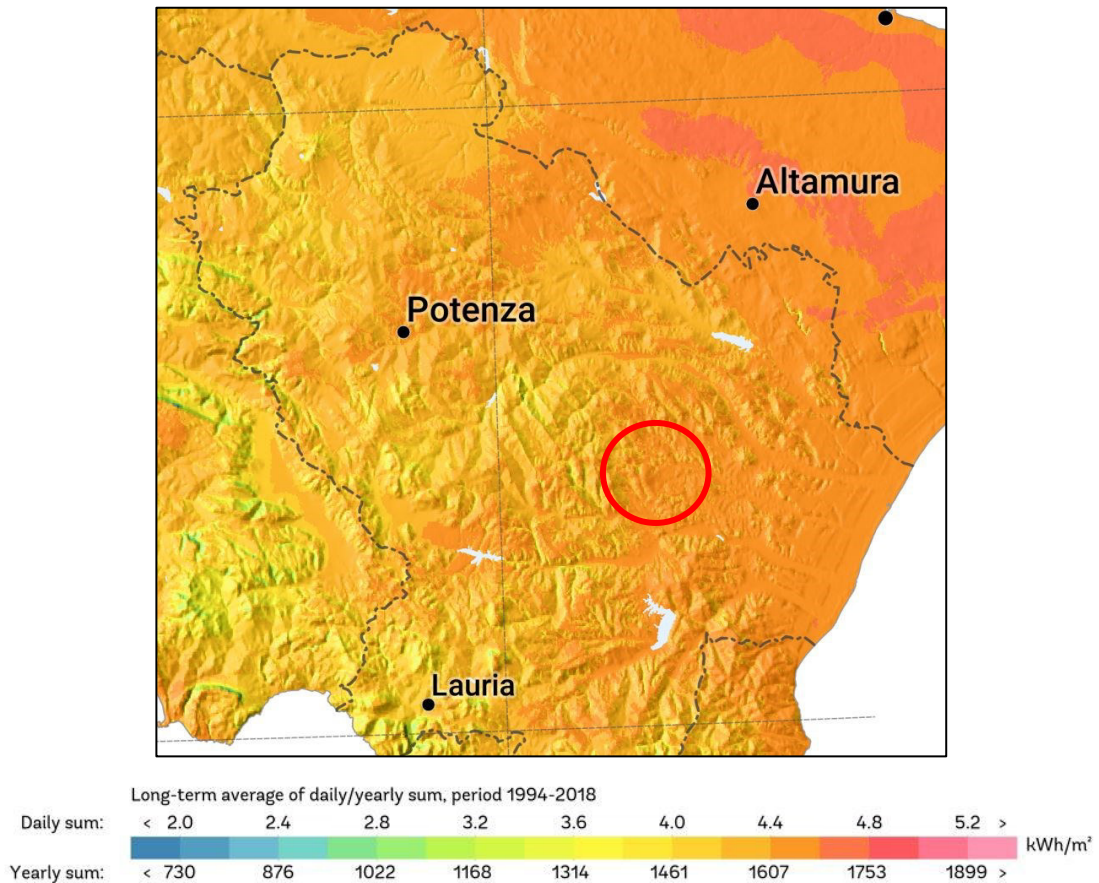 Altamura
Potenza
Lauria
Long-term average of daily/yearly sum, period 1994-2018
Daily sum: < 2.0 2.4 2.8 3.2 3.6 4.0 4.4 4.8 5.2 > kWh/m²
Yearly sum: < 730 876 1022 1168 1314 1461 1607 1753 1899 >